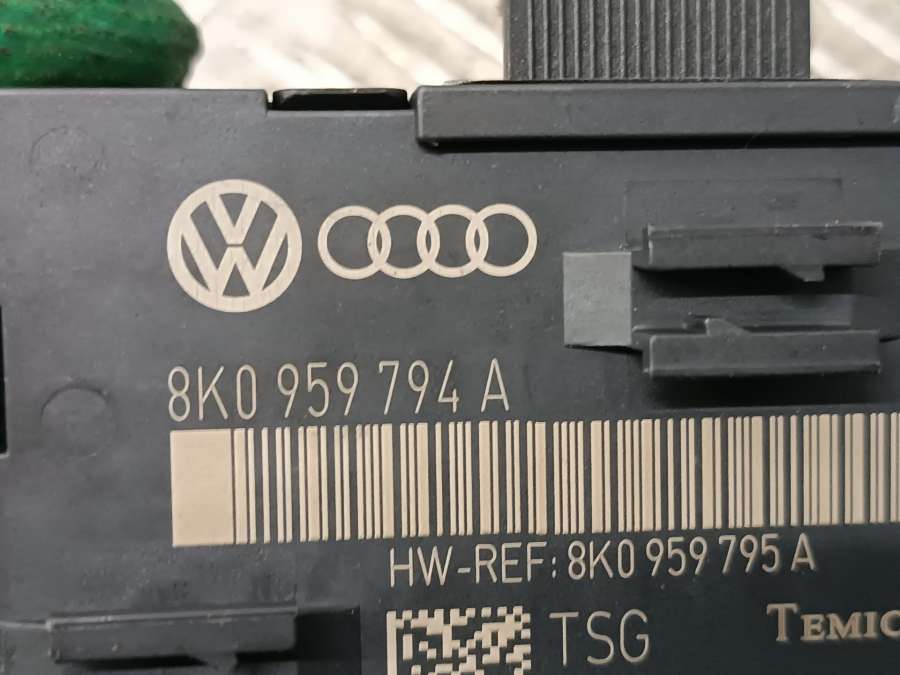 8K0 959 794 A
HW-REF: 8K0 959 795 A
TSG
TEMIC